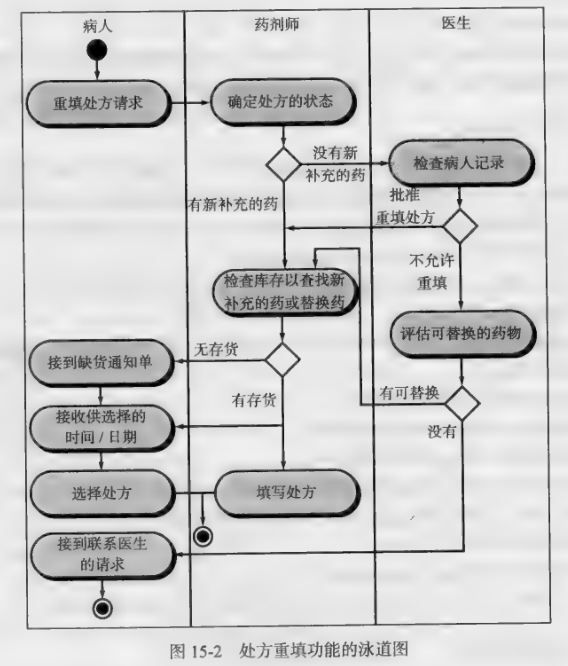 病人
药剂师
医生
重填处方请求
确定处方的状态
没有新
补充的药
检查病人记录
批准
重填处方
有新补充的药
不允许
重填
检查库存以查找新
补充的药或替换药
评估可替换的药物
接到缺货通知单
无存货
有存货
有可替换
没有
接收供选择的
时间/日期
选择处方
填写处方
接到联系医生
的请求
图 15-2 处方重填功能的泳道图